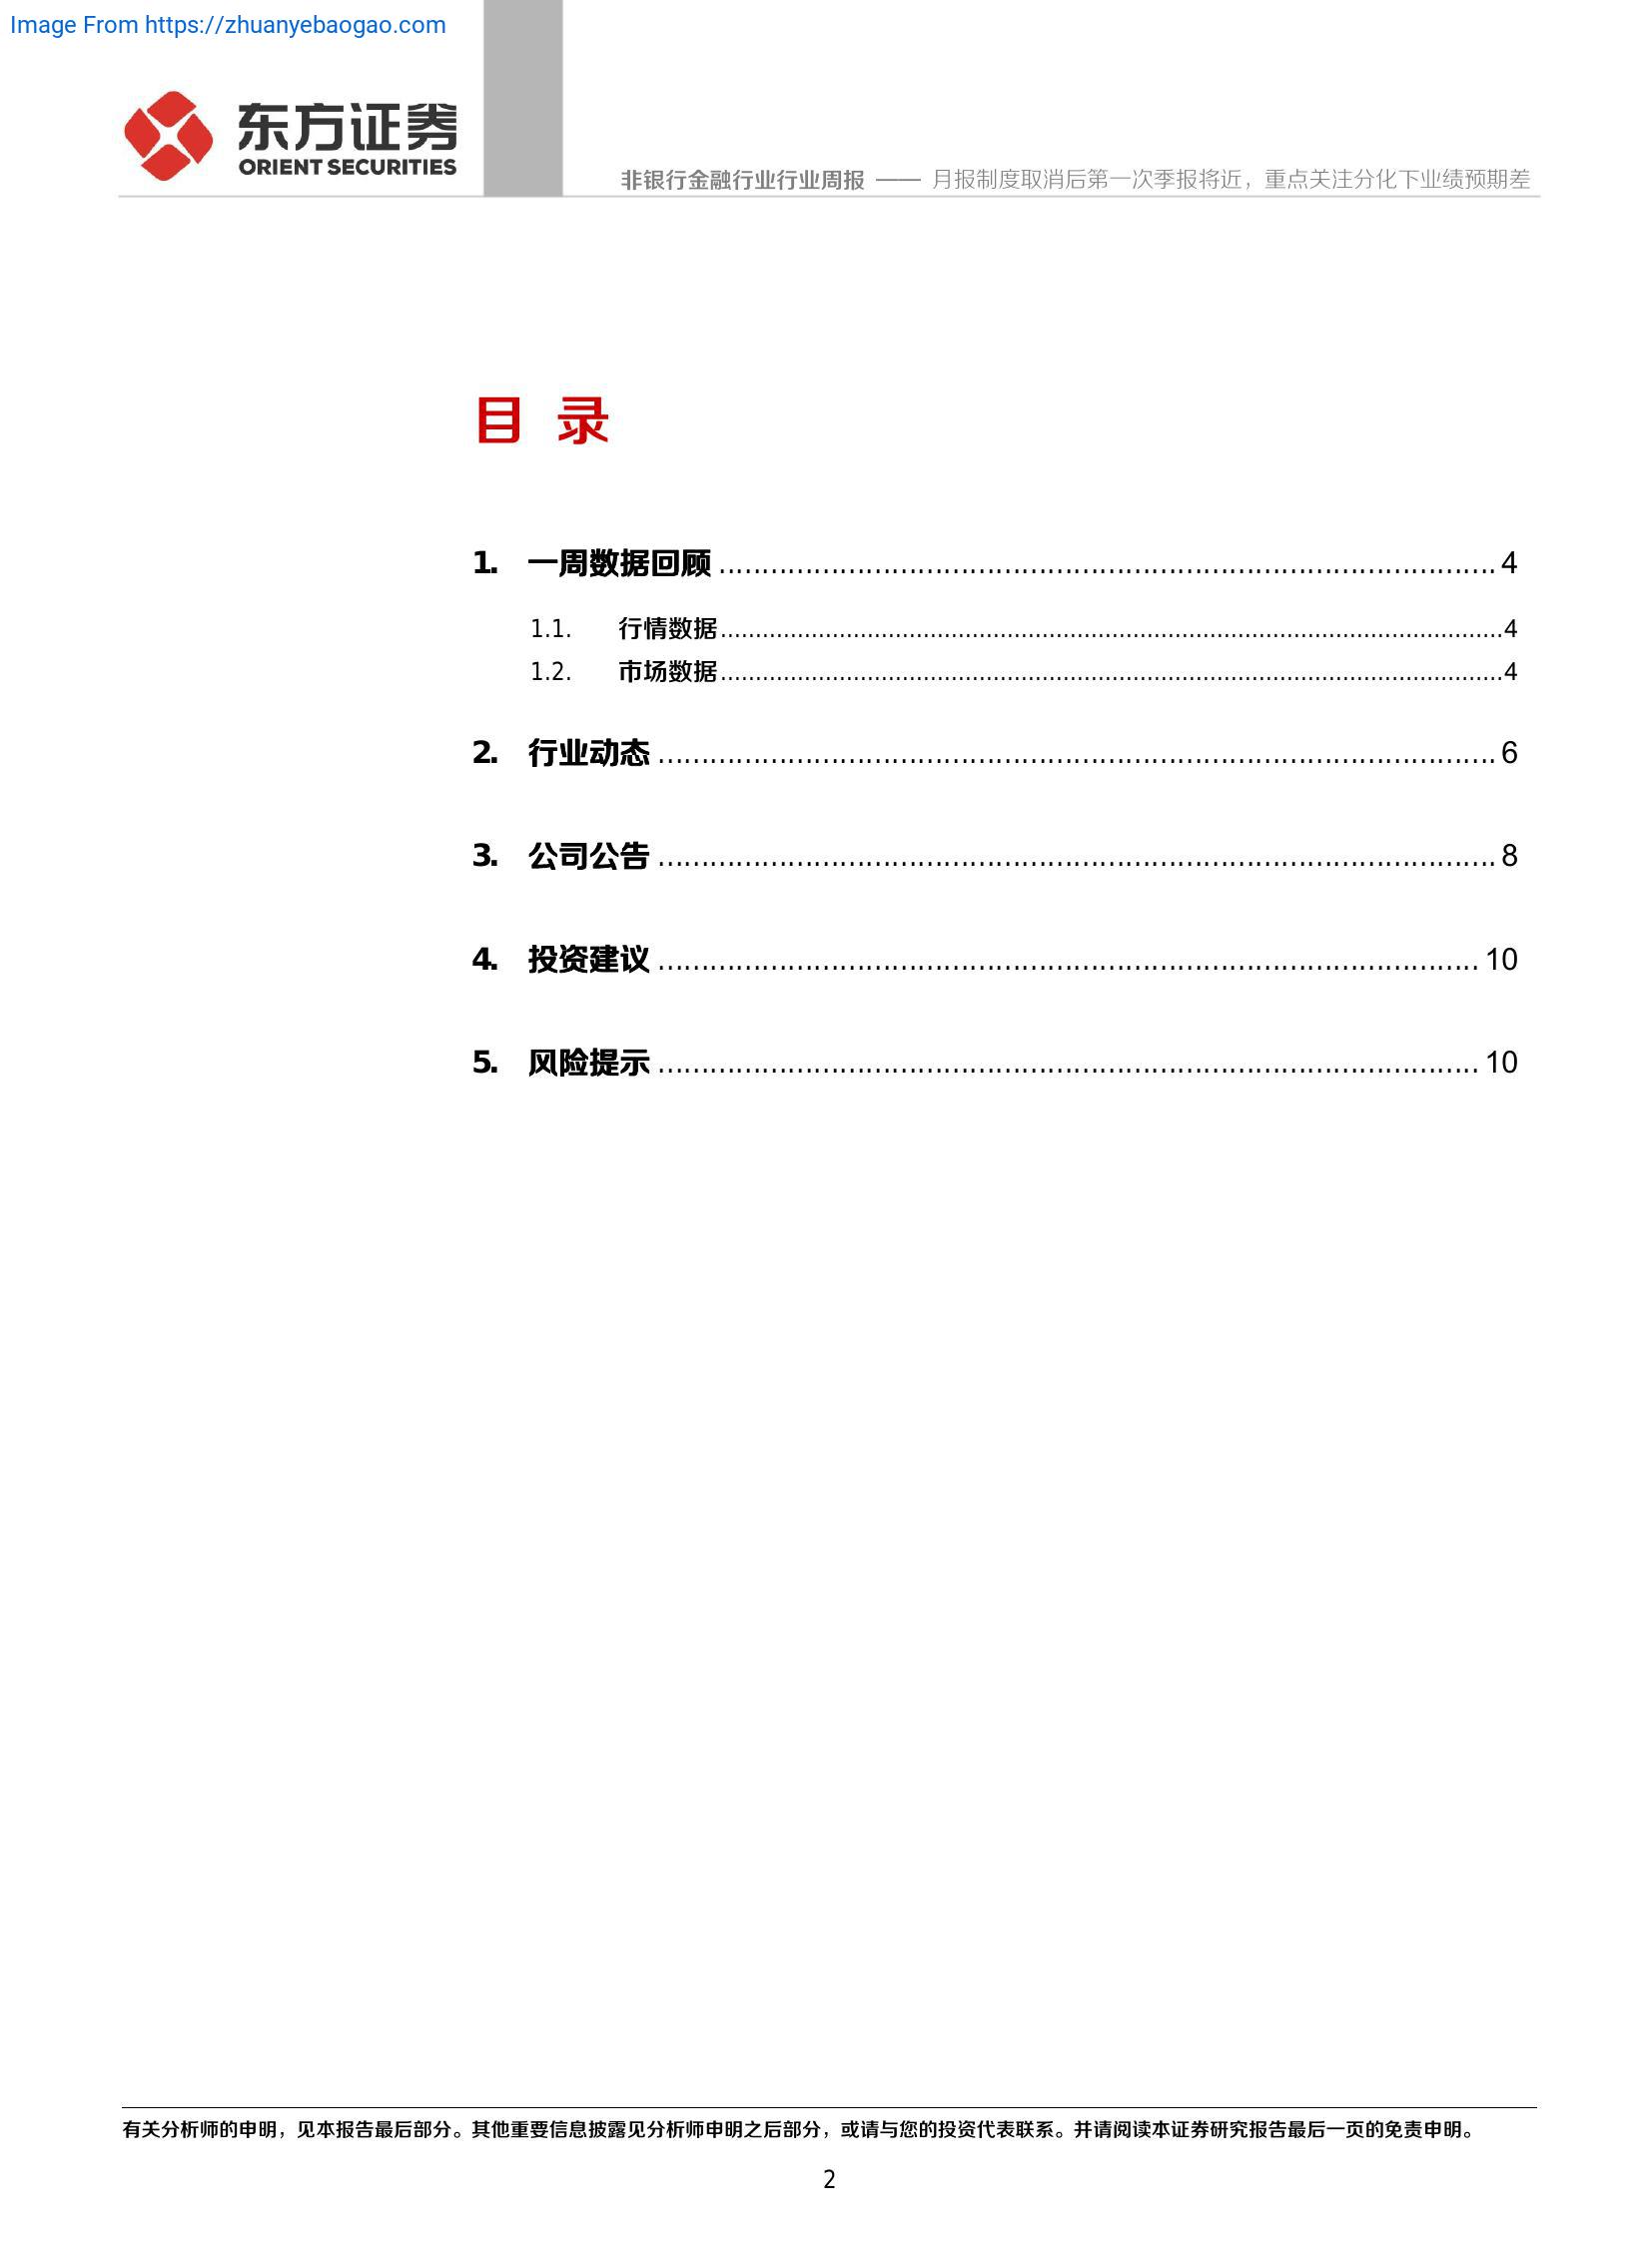 Image From https://zhuanyebaogao.com
东方证券
ORIENT SECURITIES
非银行金融行业行业周报 —— 月报制度取消后第一次季报将近，重点关注分化下业绩预期差
目 录
1. 一周数据回顾 ........................................................................................ 4
1.1. 行情数据 ........................................................................................ 4
1.2. 市场数据 ........................................................................................ 4
2. 行业动态 ........................................................................................ 6
3. 公司公告 ........................................................................................ 8
4. 投资建议 ........................................................................................ 10
5. 风险提示 ........................................................................................ 10
有关分析师的申明，见本报告最后部分。其他重要信息披露见分析师申明之后部分，或请与您的投资代表联系。并请阅读本证券研究报告最后一页的免责申明。
2